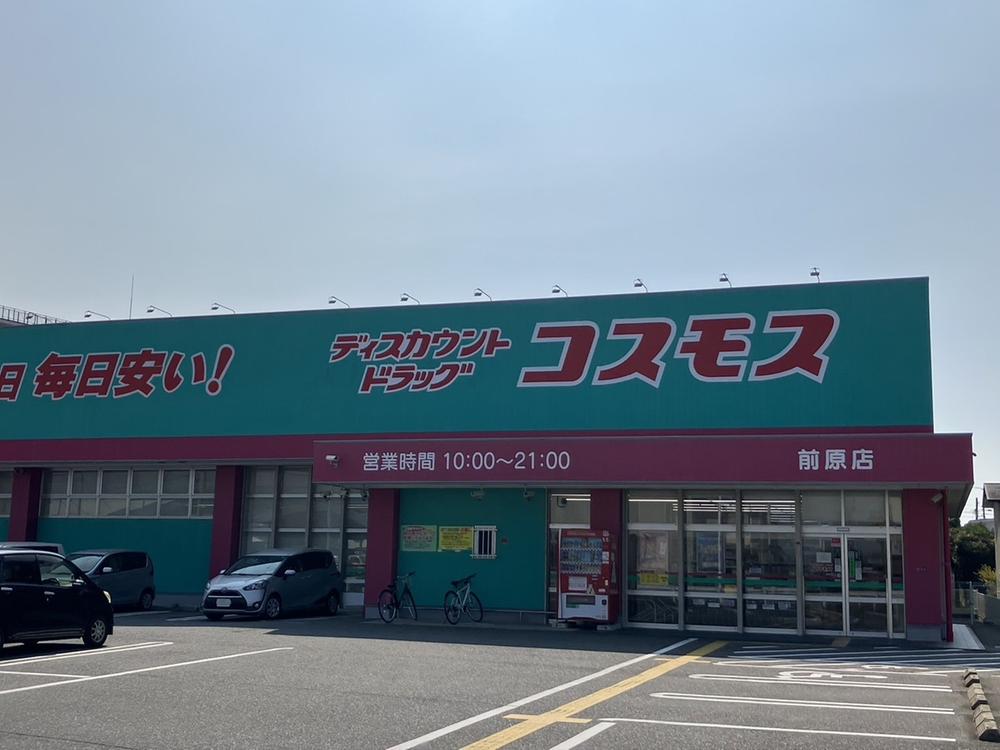 日 毎日安い!
ディスカウント
ドラッグ
コスモス
営業時間 10:00〜21:00
前原店